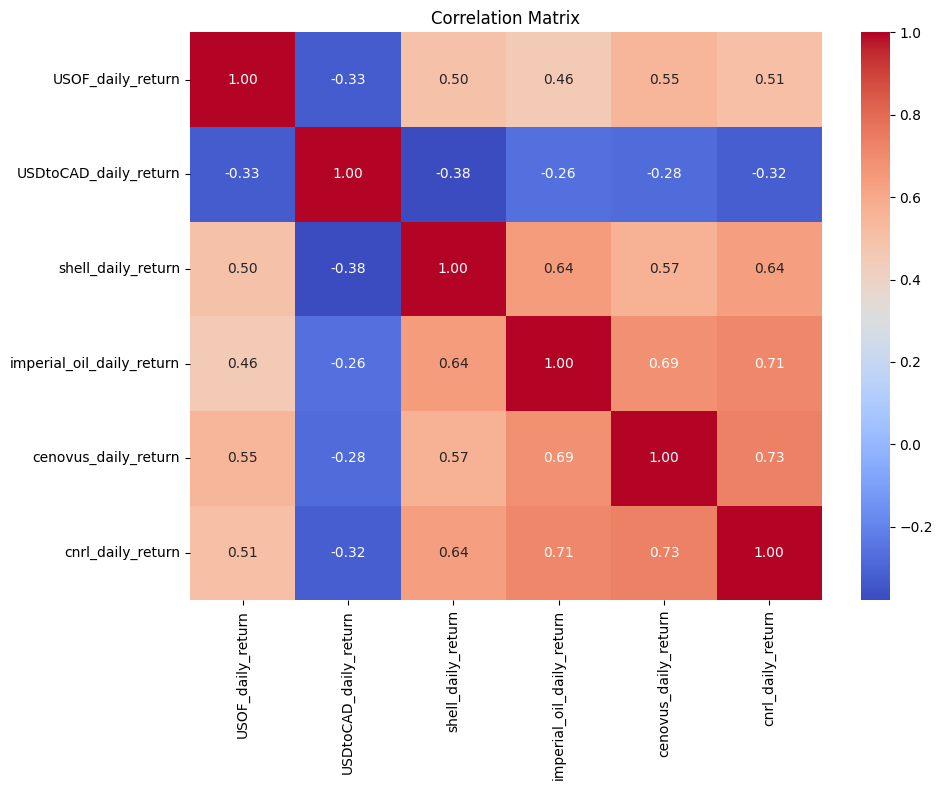 Correlation Matrix
USOF_daily_return 1.00 -0.33 0.50 0.46 0.55 0.51
USDtoCAD_daily_return -0.33 1.00 -0.38 -0.26 -0.28 -0.32
shell_daily_return 0.50 -0.38 1.00 0.64 0.57 0.64
imperial_oil_daily_return 0.46 -0.26 0.64 1.00 0.69 0.71
cenovus_daily_return 0.55 -0.28 0.57 0.69 1.00 0.73
cnrl_daily_return 0.51 -0.32 0.64 0.71 0.73 1.00
USOF_daily_return
USDtoCAD_daily_return
shell_daily_return
imperial_oil_daily_return
cenovus_daily_return
cnrl_daily_return
1.0
0.8
0.6
0.4
0.2
0.0
−0.2